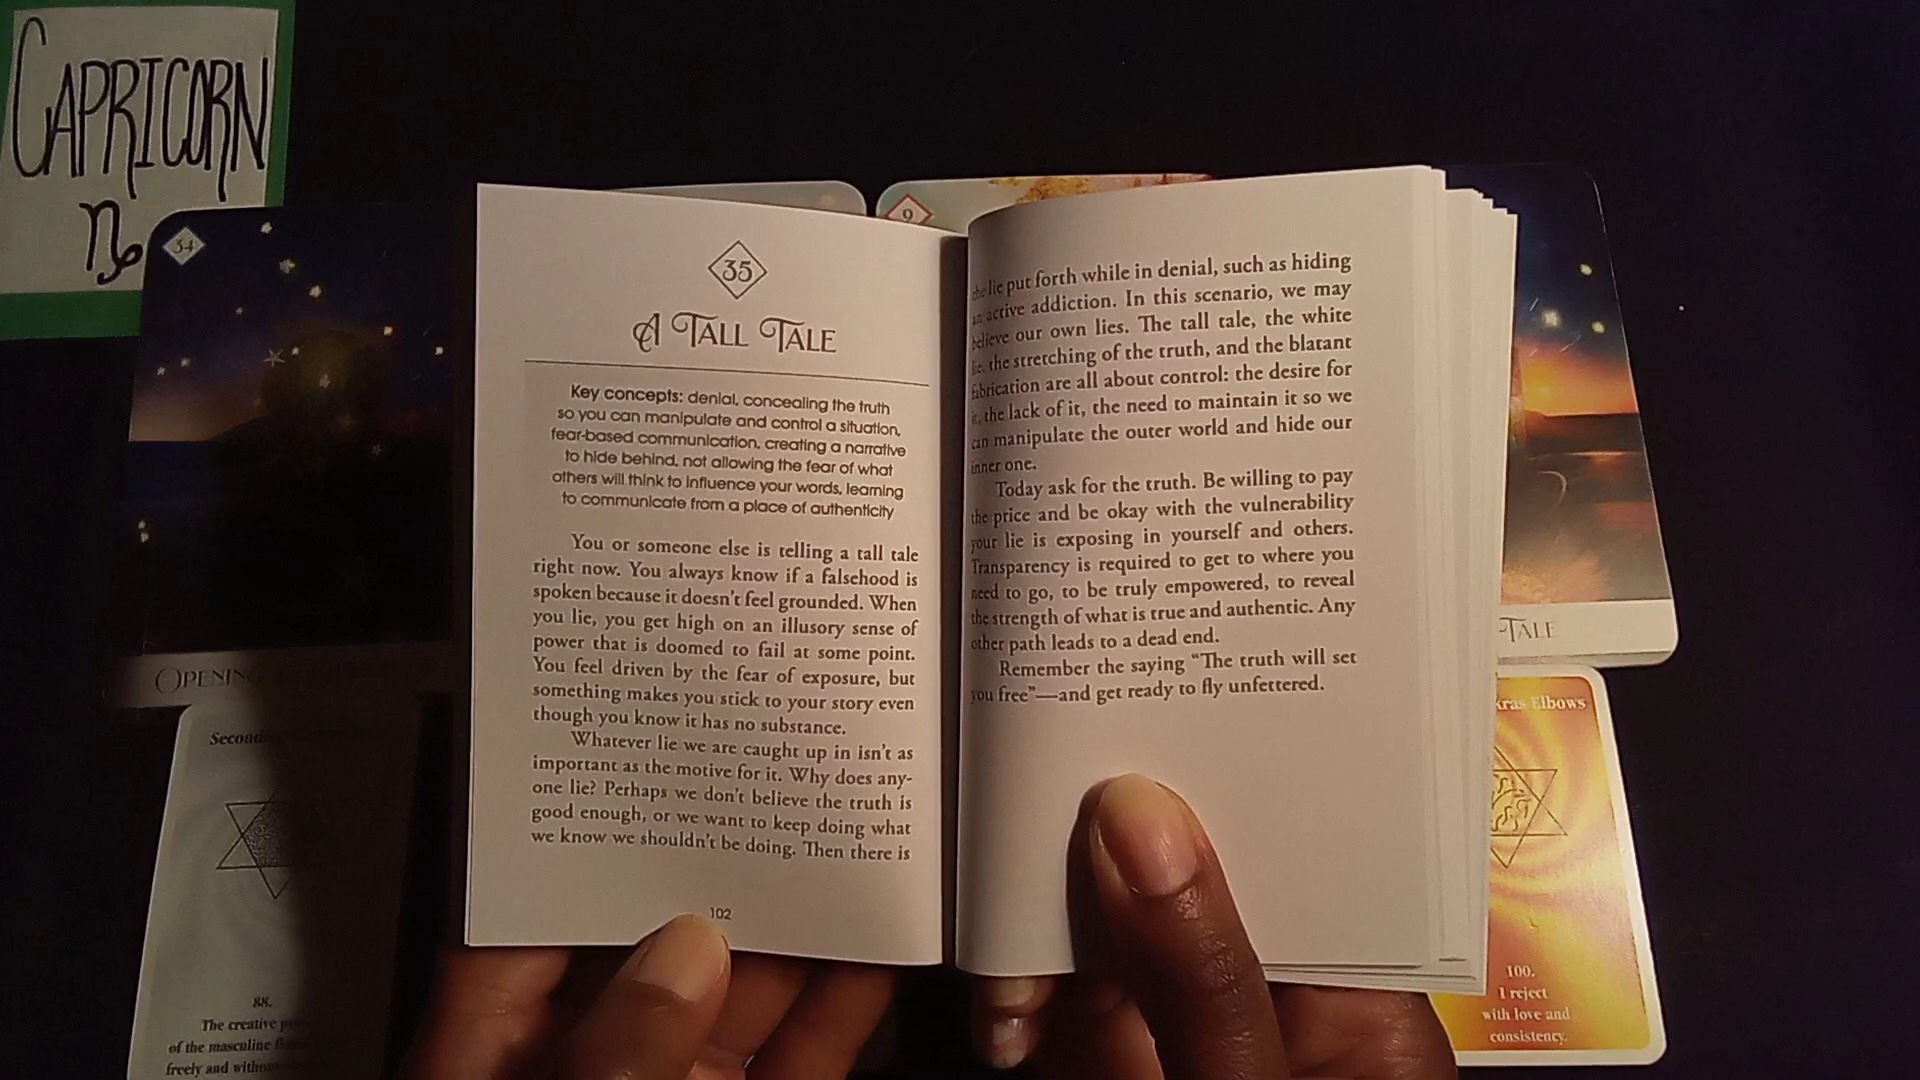 CAPRICORN
♑
34
9
35
A TALL TALE
Key concepts: denial, concealing the truth
so you can manipulate and control a situation,
fear-based communication, creating a narrative
to hide behind, not allowing the fear of what
others will think to influence your words, learning
to communicate from a place of authenticity
You or someone else is telling a tall tale
right now. You always know if a falsehood is
spoken because it doesn't feel grounded. When
you lie, you get high on an illusory sense of
power that is doomed to fail at some point.
You feel driven by the fear of exposure, but
something makes you stick to your story even
though you know it has no substance.
Whatever lie we are caught up in isn't as
important as the motive for it. Why does any-
one lie? Perhaps we don't believe the truth is
good enough, or we want to keep doing what
we know we shouldn't be doing. Then there is
102
the lie put forth while in denial, such as hiding
an active addiction. In this scenario, we may
believe our own lies. The tall tale, the white
lie, the stretching of the truth, and the blatant
fabrication are all about control: the desire for
it, the lack of it, the need to maintain it so we
can manipulate the outer world and hide our
inner one.
Today ask for the truth. Be willing to pay
the price and be okay with the vulnerability
your lie is exposing in yourself and others.
Transparency is required to get to where you
need to go, to be truly empowered, to reveal
the strength of what is true and authentic. Any
other path leads to a dead end.
Remember the saying “The truth will set
you free”—and get ready to fly unfettered.
TALE
Elbows
100.
I reject
with love and
consistency.
88.
The creative
of the masculine
freely and